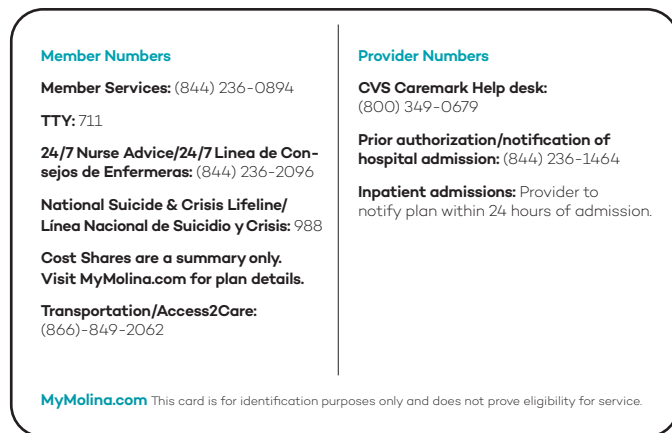 Member Numbers
Member Services: (844) 236-0894
TTY: 711
24/7 Nurse Advice/24/7 Linea de Con-
sejos de Enfermeras: (844) 236-2096
National Suicide & Crisis Lifeline/
Línea Nacional de Suicidio y Crisis: 988
Cost Shares are a summary only.
Visit MyMolina.com for plan details.
Transportation/Access2Care:
(866)-849-2062
Provider Numbers
CVS Caremark Help desk:
(800) 349-0679
Prior authorization/notification of
hospital admission: (844) 236-1464
Inpatient admissions: Provider to
notify plan within 24 hours of admission.
MyMolina.com This card is for identification purposes only and does not prove eligibility for service.